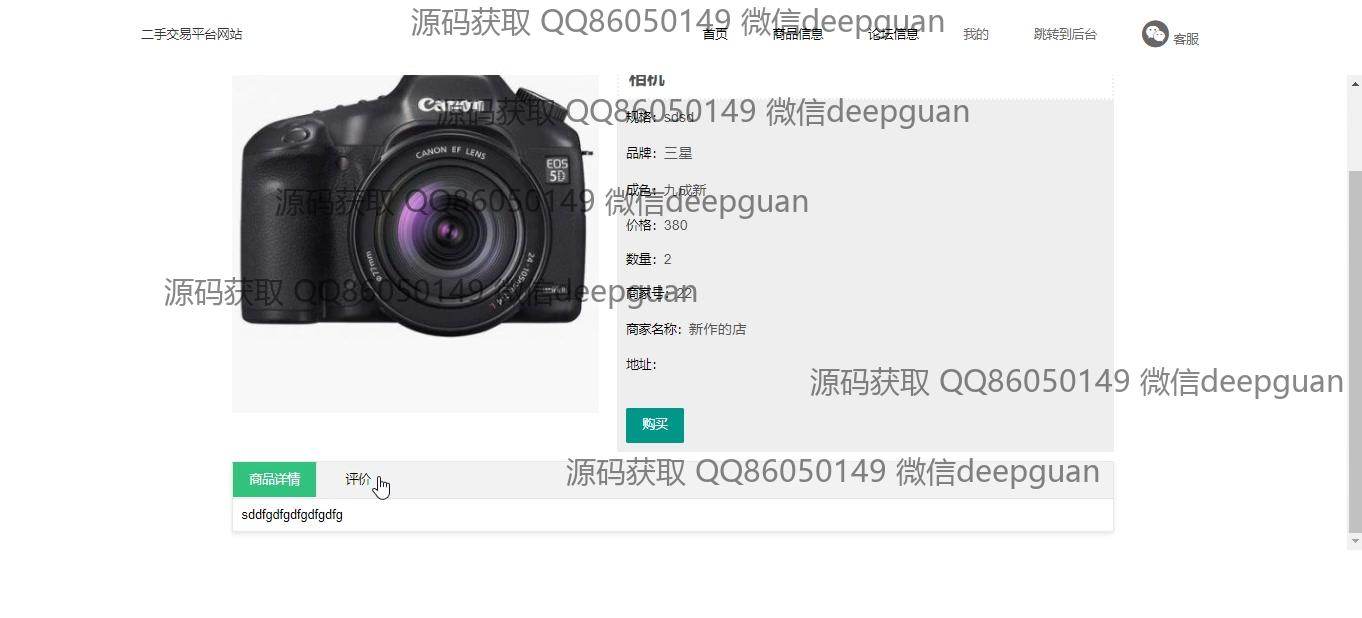 源码获取 QQ86050149 微信deepguan
二手交易平台网站 首页 商品信息 论坛信息 我的 跳转到后台 客服
相机
Canon
源码获取 QQ86050149 微信deepguan
规格：sdsd
CANON EF LENS
EOS
5D
品牌：三星
成色：九成新
源码获取 QQ86050149 微信deepguan
价格：380
数量：2
源码获取 QQ86050149 微信deepguan
商家名称：新作的店
地址：
源码获取 QQ86050149 微信deepguan
购买
源码获取 QQ86050149 微信deepguan
商品详情 评价
sddfgdfgdfgdfgdfg